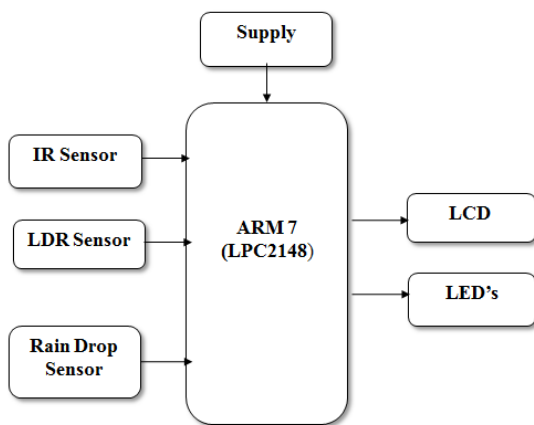 Supply
IR Sensor
LDR Sensor
Rain Drop
Sensor
ARM 7
(LPC2148)
LCD
LED’s